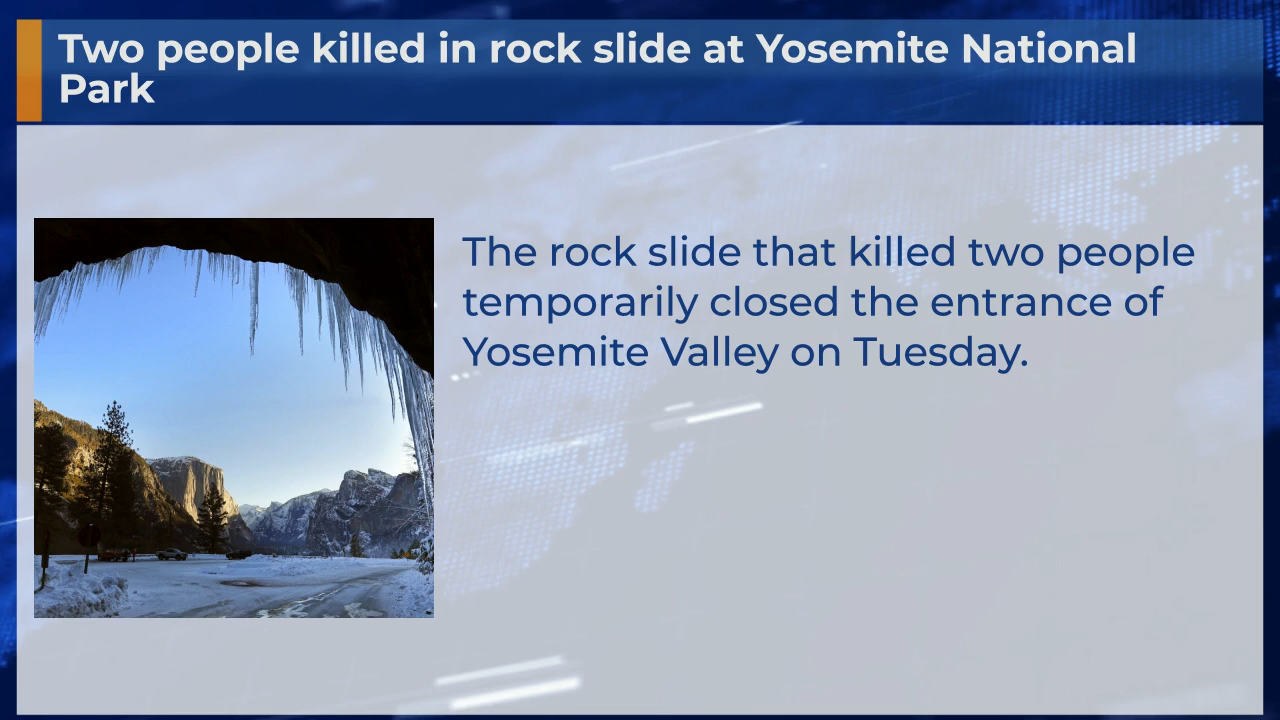 Two people killed in rock slide at Yosemite National
Park
The rock slide that killed two people
temporarily closed the entrance of
Yosemite Valley on Tuesday.